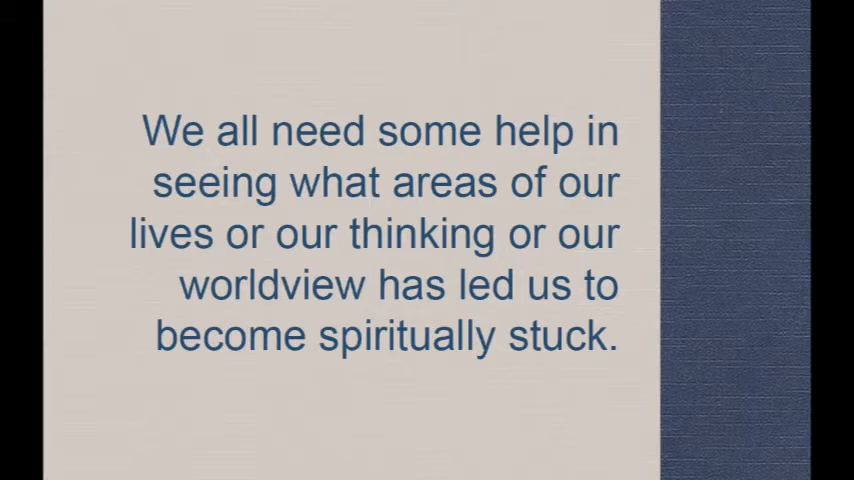 We all need some help in
seeing what areas of our
lives or our thinking or our
worldview has led us to
become spiritually stuck.